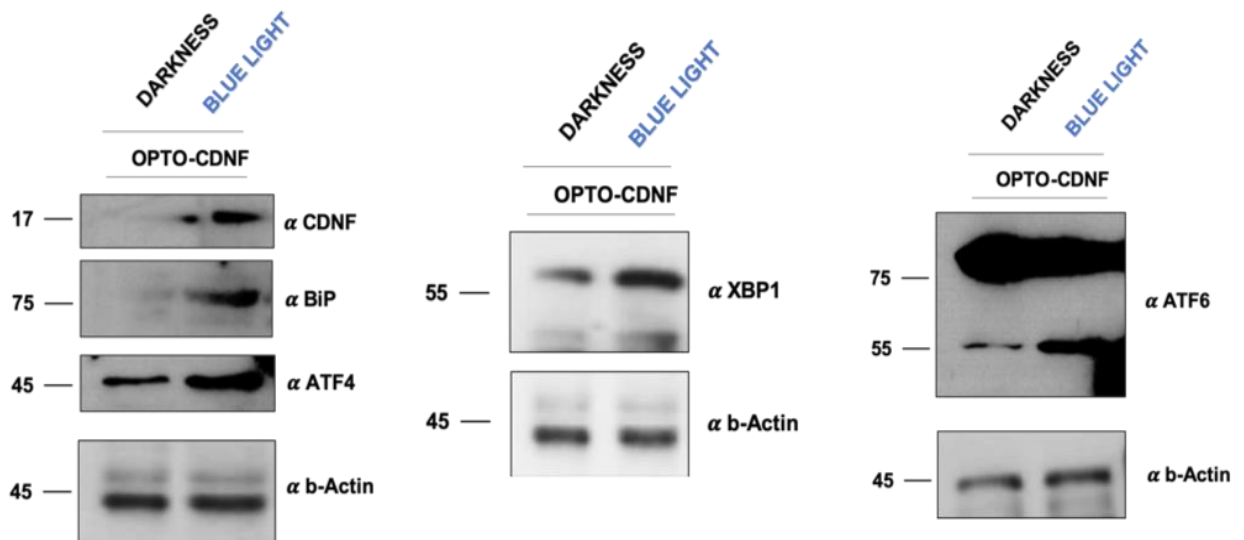 DARKNESS
BLUE LIGHT
OPTO-CDNF
17
α CDNF
75
α BiP
45
α ATF4
45
α b-Actin
DARKNESS
BLUE LIGHT
OPTO-CDNF
55
α XBP1
45
α b-Actin
DARKNESS
BLUE LIGHT
OPTO-CDNF
75
α ATF6
55
45
α b-Actin